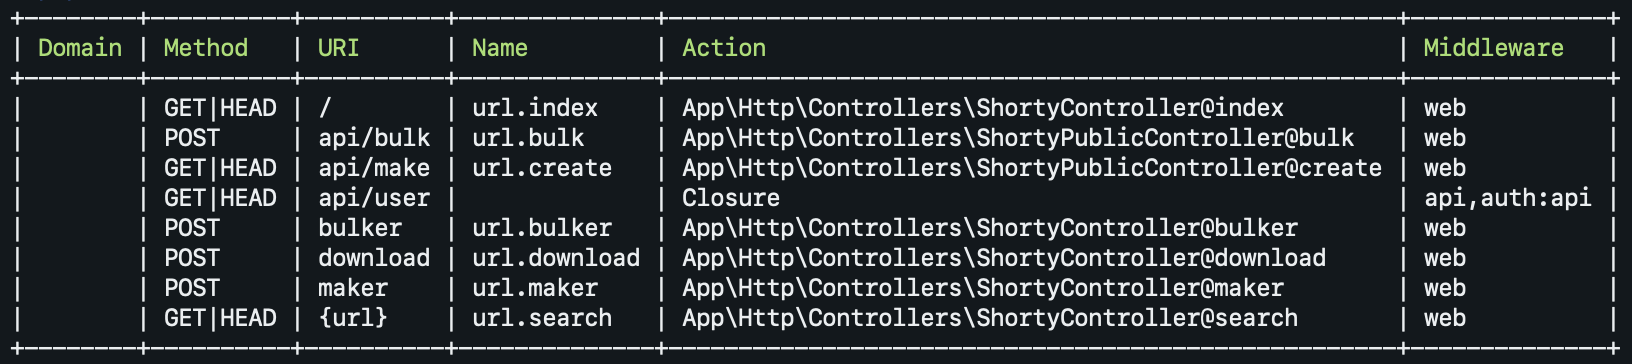 +--------+----------+----------+--------------+----------------------------------------------------+--------------+
| Domain | Method   | URI      | Name         | Action                                             | Middleware   |
+--------+----------+----------+--------------+----------------------------------------------------+--------------+
|        | GET|HEAD | /        | url.index    | App\Http\Controllers\ShortyController@index        | web          |
|        | POST     | api/bulk | url.bulk     | App\Http\Controllers\ShortyPublicController@bulk   | web          |
|        | GET|HEAD | api/make | url.create   | App\Http\Controllers\ShortyPublicController@create | web          |
|        | GET|HEAD | api/user |              | Closure                                            | api,auth:api |
|        | POST     | bulker   | url.bulker   | App\Http\Controllers\ShortyController@bulker       | web          |
|        | POST     | download | url.download | App\Http\Controllers\ShortyController@download     | web          |
|        | POST     | maker    | url.maker    | App\Http\Controllers\ShortyController@maker        | web          |
|        | GET|HEAD | {url}    | url.search   | App\Http\Controllers\ShortyController@search       | web          |
+--------+----------+----------+--------------+----------------------------------------------------+--------------+